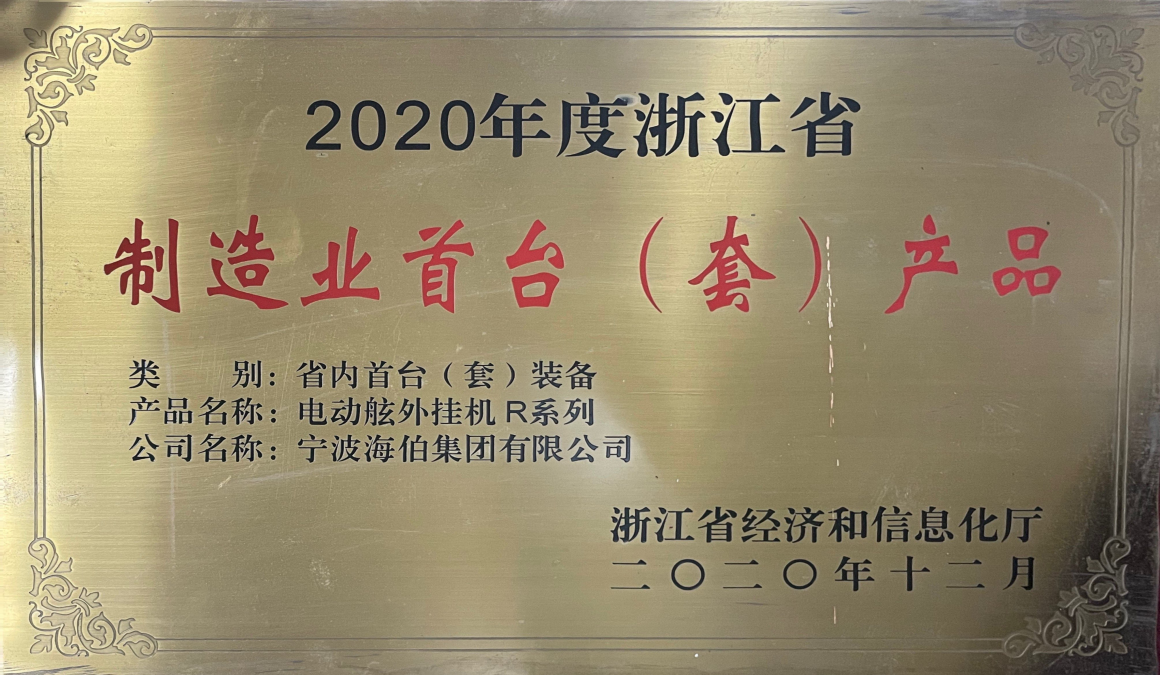 2020年度浙江省
制造业首台（套）产品
类　　别：省内首台（套）装备
产品名称：电动舷外挂机 R系列
公司名称：宁波海伯集团有限公司
浙江省经济和信息化厅
二〇二〇年十二月